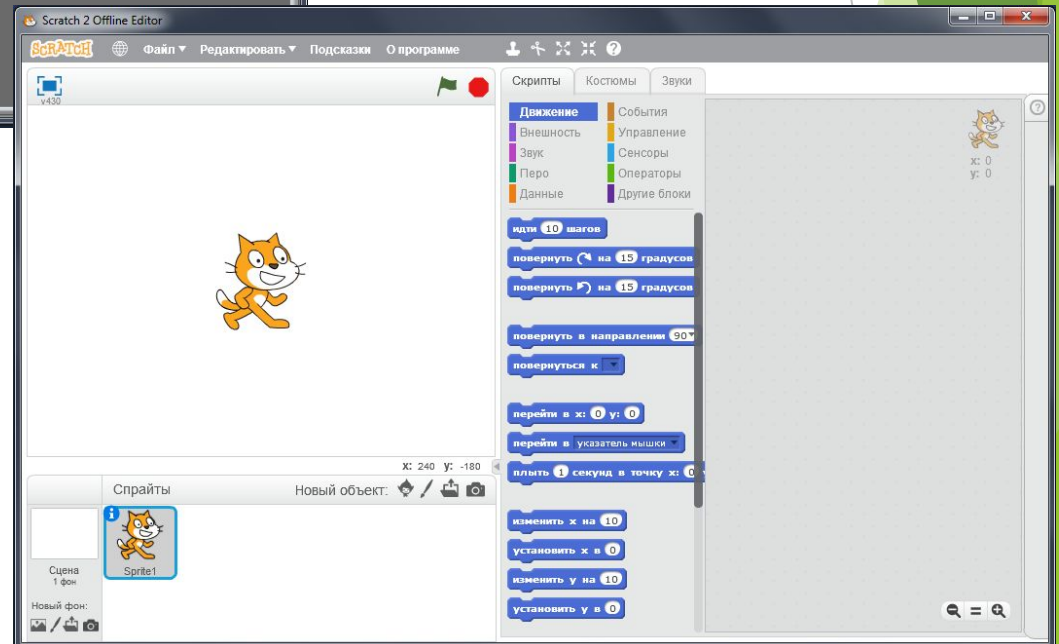 Scratch 2 Offline Editor
SCRATCH Файл Редактировать Подсказки О программе
v430
Скрипты Костюмы Звуки
Движение События
Внешность Управление
Звук Сенсоры
Перо Операторы
Данные Другие блоки
x: 0
y: 0
идти 10 шагов
повернуть на 15 градусов
повернуть на 15 градусов
повернуть в направлении 90
повернуться к
перейти в x: 0 y: 0
перейти в указатель мышки
плыть 1 секунд в точку x: 0
изменить x на 10
установить x в 0
изменить y на 10
установить y в 0
X: 240 Y: -180
Спрайты Новый объект:
Sprite1
Сцена
1 фон
Новый фон: